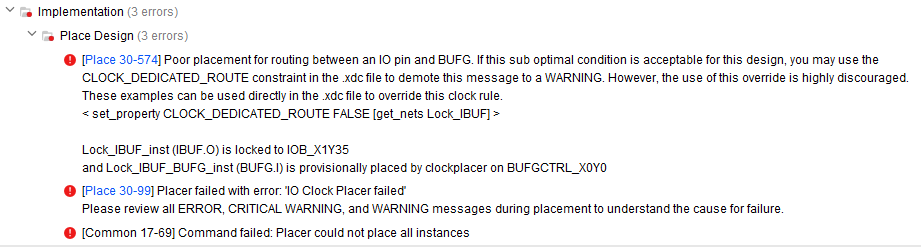 Implementation (3 errors)
Place Design (3 errors)
[Place 30-574] Poor placement for routing between an IO pin and BUFG. If this sub optimal condition is acceptable for this design, you may use the
CLOCK_DEDICATED_ROUTE constraint in the .xdc file to demote this message to a WARNING. However, the use of this override is highly discouraged.
These examples can be used directly in the .xdc file to override this clock rule.
< set_property CLOCK_DEDICATED_ROUTE FALSE [get_nets Lock_IBUF] >
Lock_IBUF_inst (IBUF.O) is locked to IOB_X1Y35
and Lock_IBUF_BUFG_inst (BUFG.I) is provisionally placed by clockplacer on BUFGCTRL_X0Y0
[Place 30-99] Placer failed with error: 'IO Clock Placer failed'
Please review all ERROR, CRITICAL WARNING, and WARNING messages during placement to understand the cause for failure.
[Common 17-69] Command failed: Placer could not place all instances